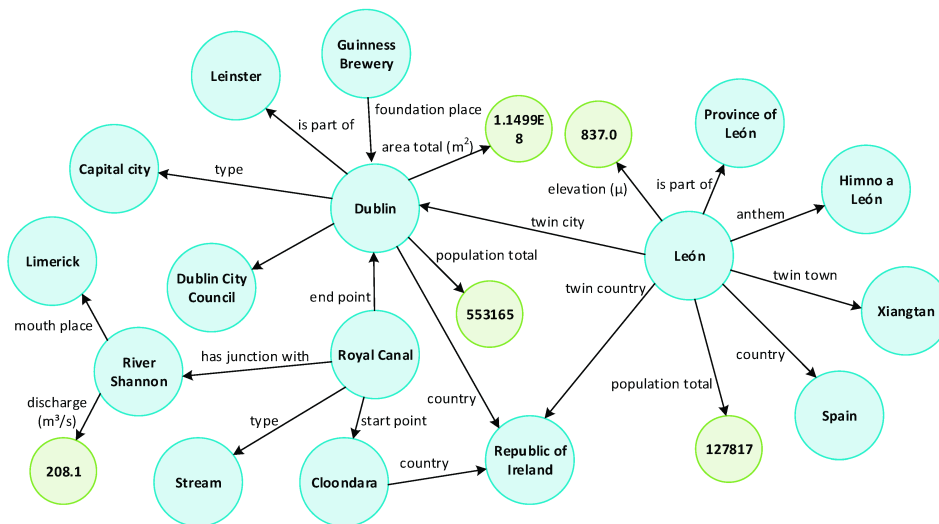 Guinness
Brewery
Leinster
foundation place
1.1499E
8
837.0
Province of
León
is part of
area total (m²)
Capital city
type
elevation (μ)
is part of
Himno a
León
anthem
Dublin
twin city
Limerick
Dublin City
Council
population total
León
twin country
twin town
end point
553165
Xiangtan
mouth place
River
Shannon
has junction with
Royal Canal
country
population total
discharge
(m³/s)
country
Spain
type
start point
Republic of
Ireland
127817
208.1
country
Stream
Cloondara